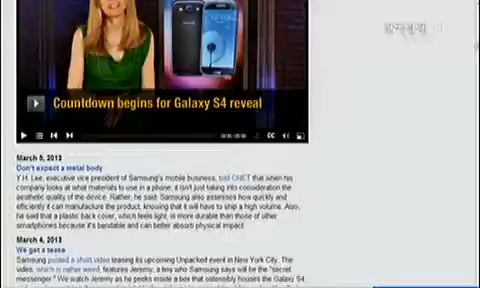 Countdown begins for Galaxy S4 reveal
CC
March 5, 2013
Don't expect a metal body
Y.H. Lee, executive vice president of Samsung's mobile business, told CNET that when his
company looks at what materials to use in a phone, it isn't just taking into consideration the
aesthetic quality of the device. Rather, he said, Samsung also assesses how quickly and
efficiently it can manufacture the product, knowing that it will have to ship a high volume. Also,
he said that a plastic back cover, which feels light, is more durable than those of other
smartphones because it's bendable and can better absorb physical impact.
March 4, 2013
We get a tease
Samsung posted a short video teasing its upcoming Unpacked event in New York City. The
video, which is rather weird, features Jeremy, a boy who Samsung says will be the "secret
messenger." We watch Jeremy as he peeks inside a box that ostensibly houses the Galaxy S4